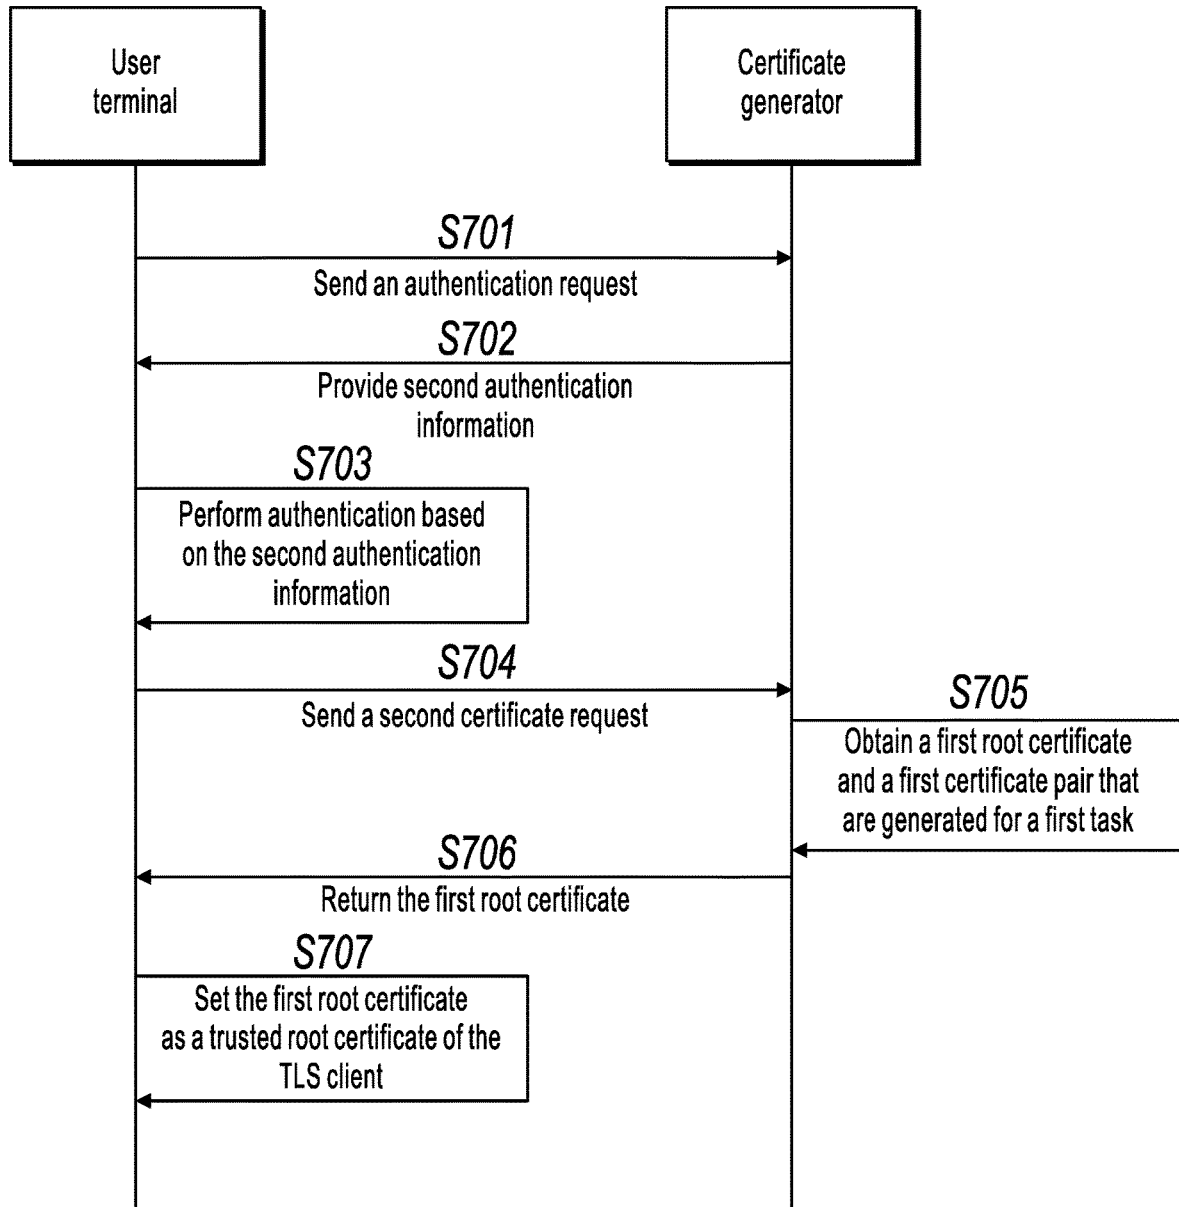 User
terminal
Certificate
generator
S701
Send an authentication request
S702
Provide second authentication
information
S703
Perform authentication based
on the second authentication
information
S704
Send a second certificate request
S705
Obtain a first root certificate
and a first certificate pair that
are generated for a first task
S706
Return the first root certificate
S707
Set the first root certificate
as a trusted root certificate of the
TLS client